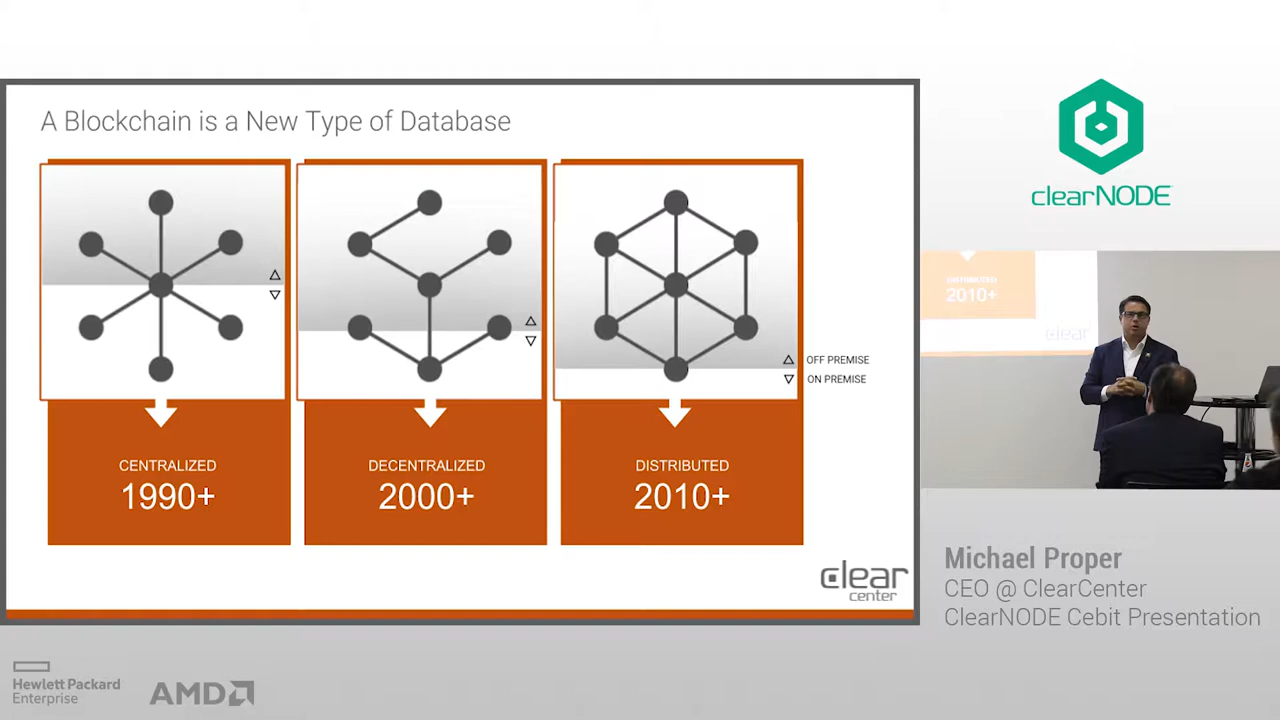 A Blockchain is a New Type of Database
OFF PREMISE
ON PREMISE
CENTRALIZED
1990+
DECENTRALIZED
2000+
DISTRIBUTED
2010+
clear
center
clearNODE
DISTRIBUTED
2010+
clear
Michael Proper
CEO @ ClearCenter
ClearNODE Cebit Presentation
Hewlett Packard
Enterprise
AMD